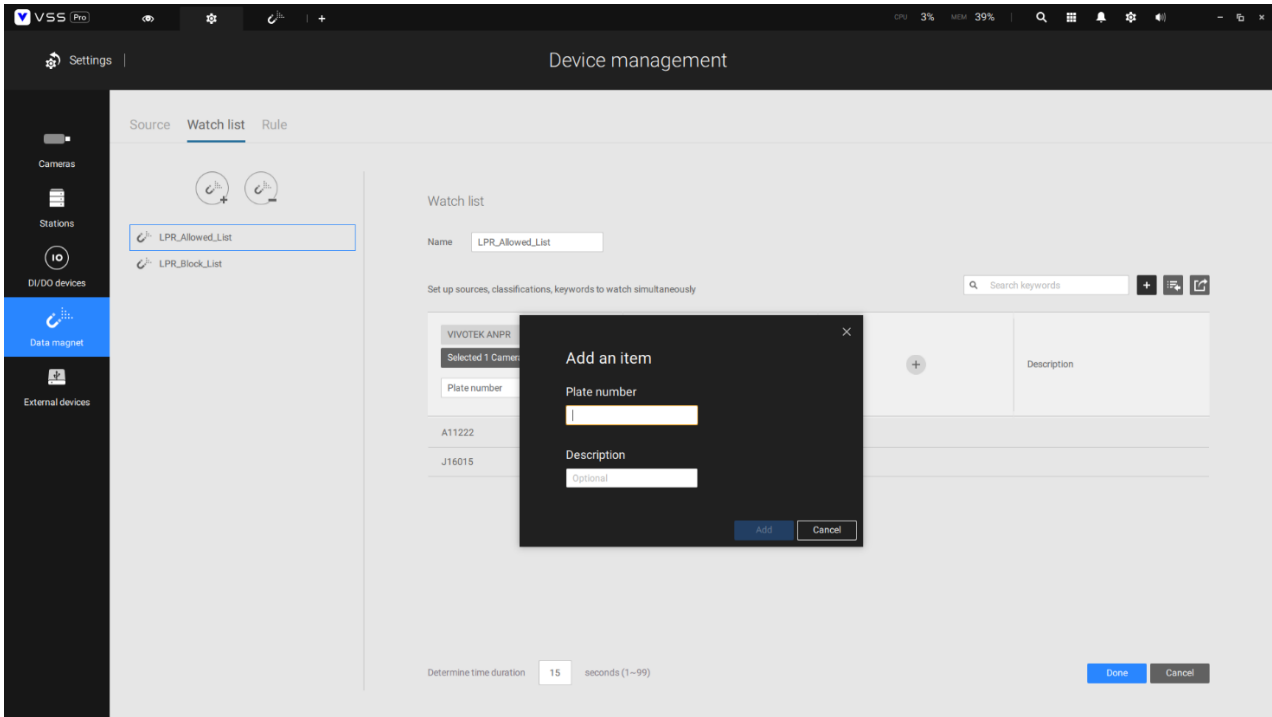 VSS Pro
CPU 3% MEM 39%
Settings
Device management
Cameras
Stations
IO
DI/DO devices
Data magnet
External devices
Source Watch list Rule
LPR_Allowed_List
LPR_Block_List
Watch list
Name LPR_Allowed_List
Set up sources, classifications, keywords to watch simultaneously
Search keywords
VIVOTEK ANPR
Selected 1 Camer
Plate number
Description
A11222
J16015
Add an item
Plate number
Description
Optional
Add Cancel
Determine time duration 15 seconds (1~99)
Done Cancel